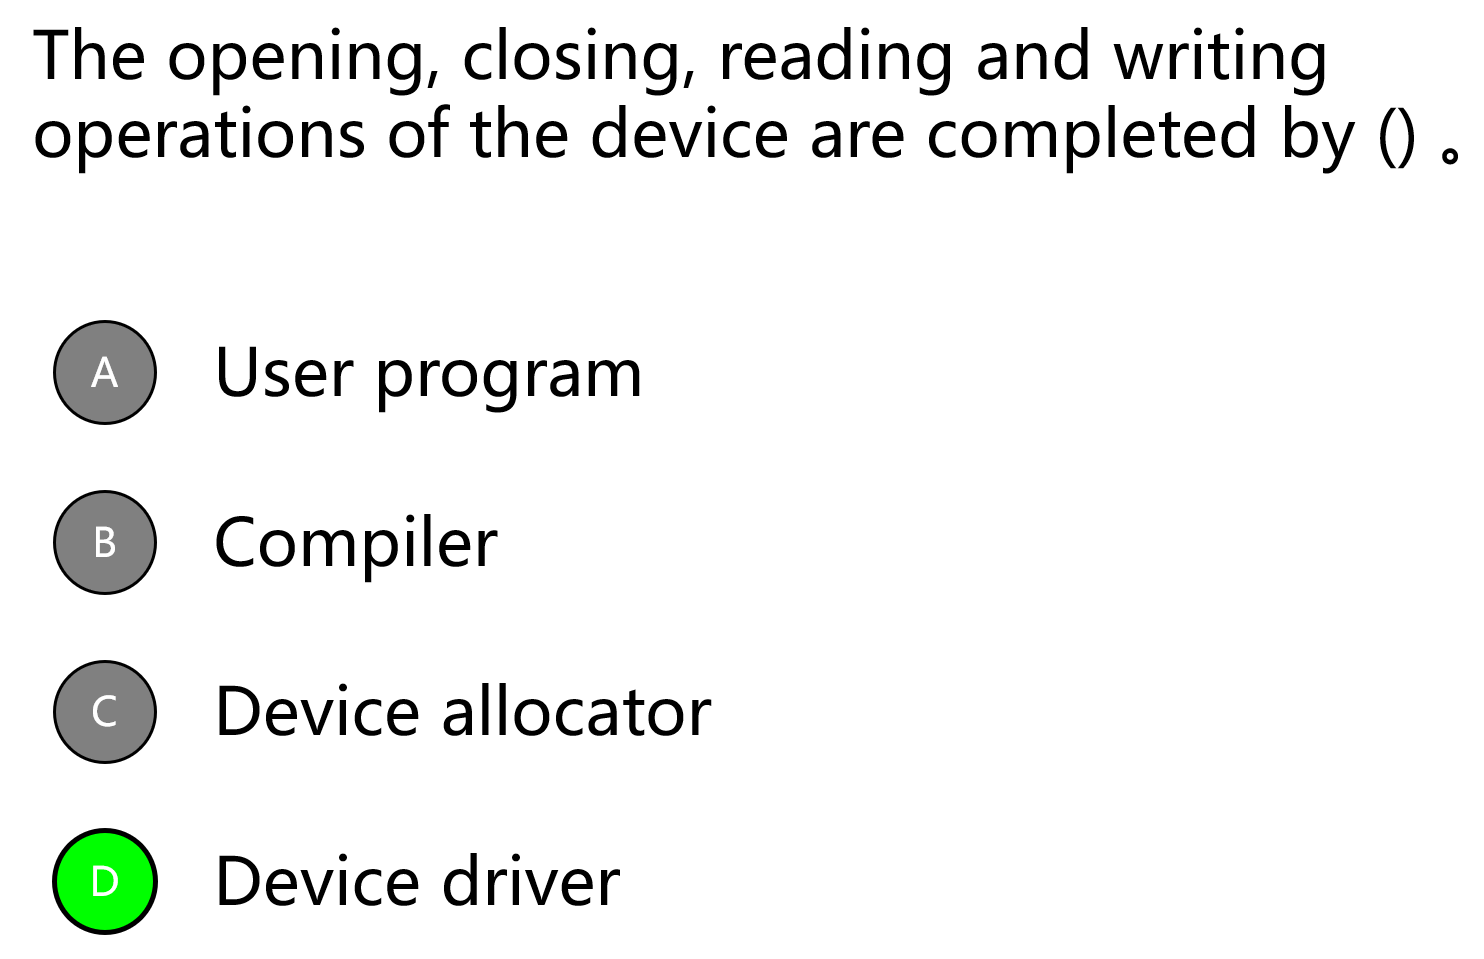 The opening, closing, reading and writing
operations of the device are completed by () 。
A User program
B Compiler
C Device allocator
D Device driver